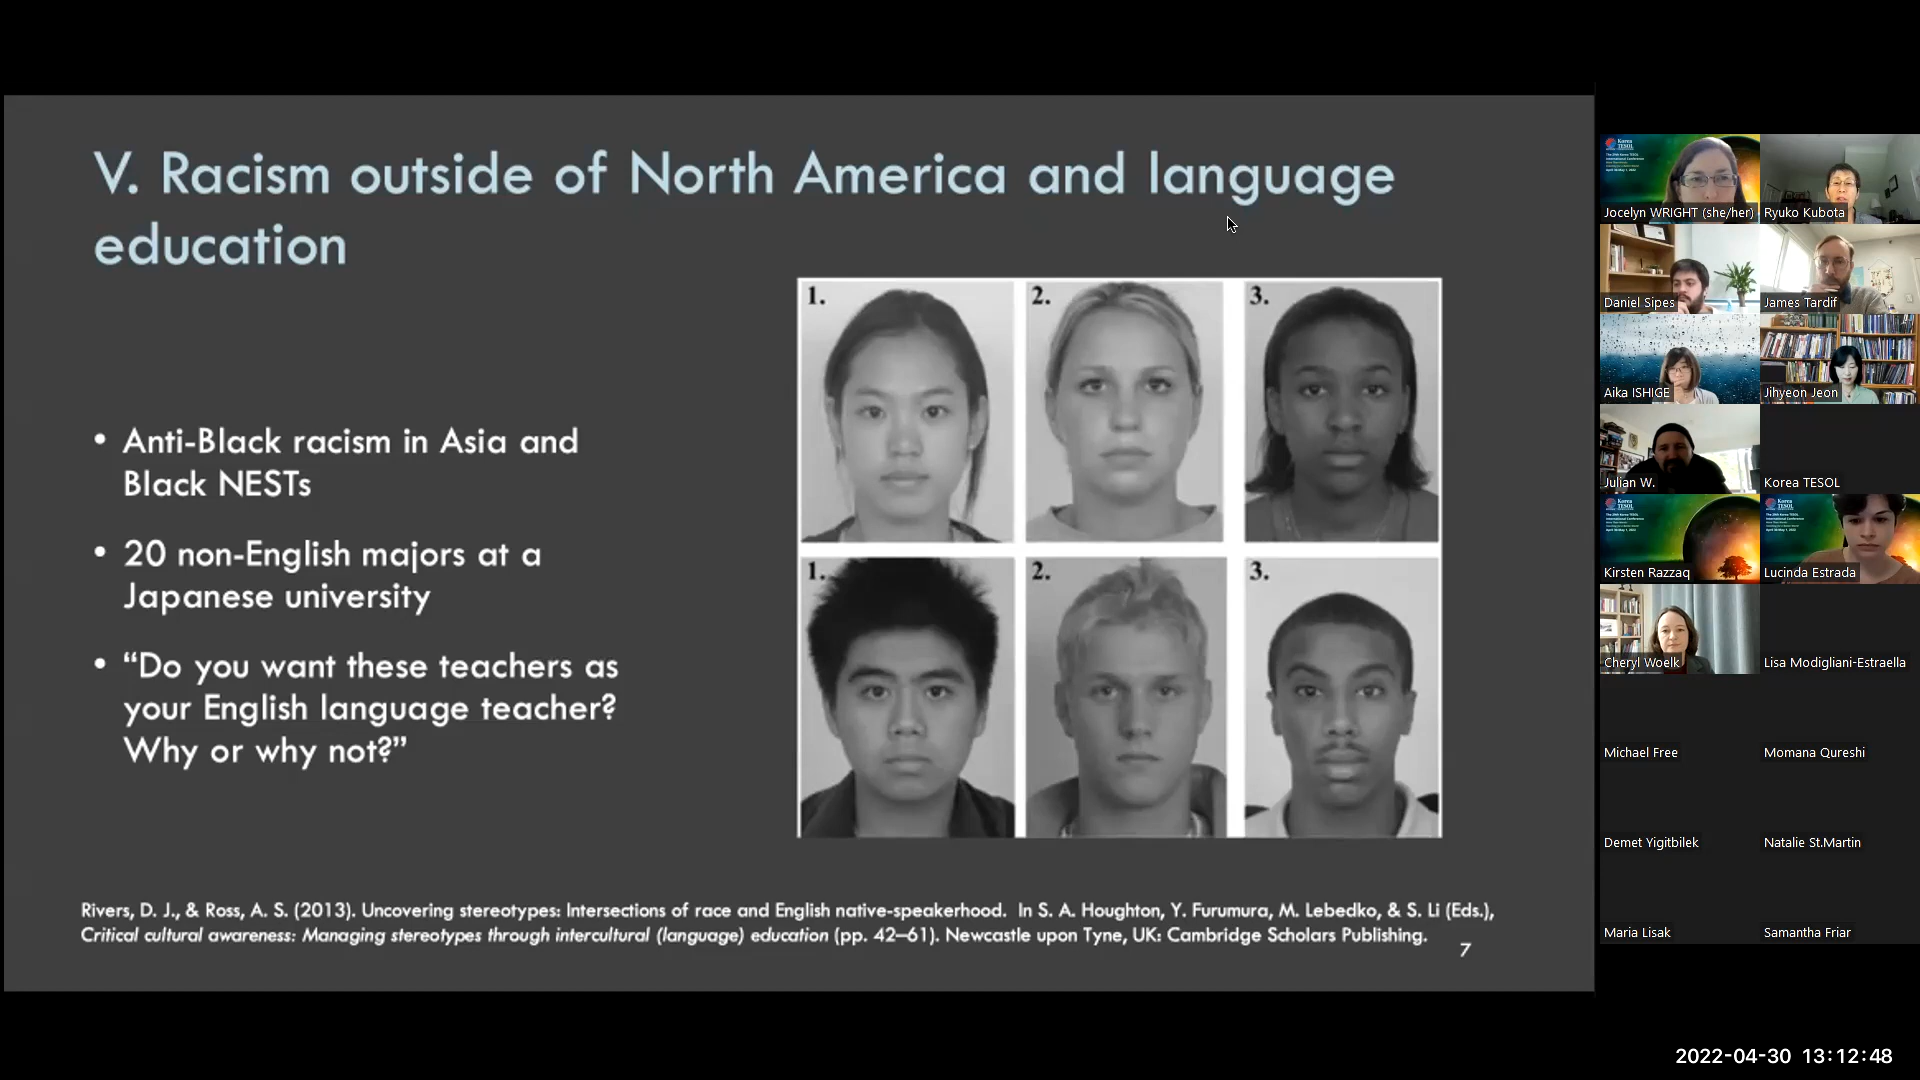 V. Racism outside of North America and language
education
• Anti-Black racism in Asia and
Black NESTs
• 20 non-English majors at a
Japanese university
• “Do you want these teachers as
your English language teacher?
Why or why not?”
1.
2.
3.
1.
2.
3.
Rivers, D. J., & Ross, A. S. (2013). Uncovering stereotypes: Intersections of race and English native-speakerhood. In S. A. Houghton, Y. Furumura, M. Lebedko, & S. Li (Eds.),
Critical cultural awareness: Managing stereotypes through intercultural (language) education (pp. 42–61). Newcastle upon Tyne, UK: Cambridge Scholars Publishing.
7
Korea
TESOL
Jocelyn WRIGHT (she/her)
Ryuko Kubota
Daniel Sipes
James Tardif
Aika ISHIGE
Jihyeon Jeon
Julian W.
Korea TESOL
Korea
TESOL
Kirsten Razzaq
Korea
TESOL
Lucinda Estrada
Cheryl Woelk
Lisa Modigliani-Estraella
Michael Free
Momana Qureshi
Demet Yigitbilek
Natalie St.Martin
Maria Lisak
Samantha Friar
2022-04-30 13:12:48